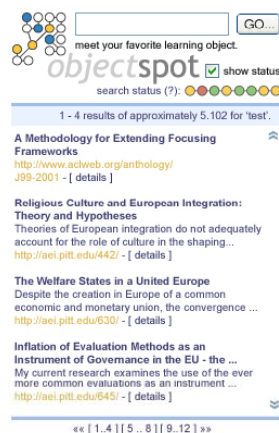 GO...
meet your favorite learning object.
objectspot
show status
search status (?):
1 - 4 results of approximately 5.102 for 'test'.
A Methodology for Extending Focusing
Frameworks
http://www.aclweb.org/anthology/
J99-2001 - [ details ]
Religious Culture and European Integration:
Theory and Hypotheses
Theories of European integration do not adequately
account for the role of culture in the shaping...
http://aei.pitt.edu/442/ - [ details ]
The Welfare States in a United Europe
Despite the creation in Europe of a common
economic and monetary union, the convergence ...
http://aei.pitt.edu/630/ - [ details ]
Inflation of Evaluation Methods as an
Instrument of Governance in the EU - the ...
My current research examines the use of the ever
more common evaluations as an instrument ...
http://aei.pitt.edu/645/ - [ details ]
«« [ 1..4 ] [ 5 .. 8 ] [ 9..12 ] »»